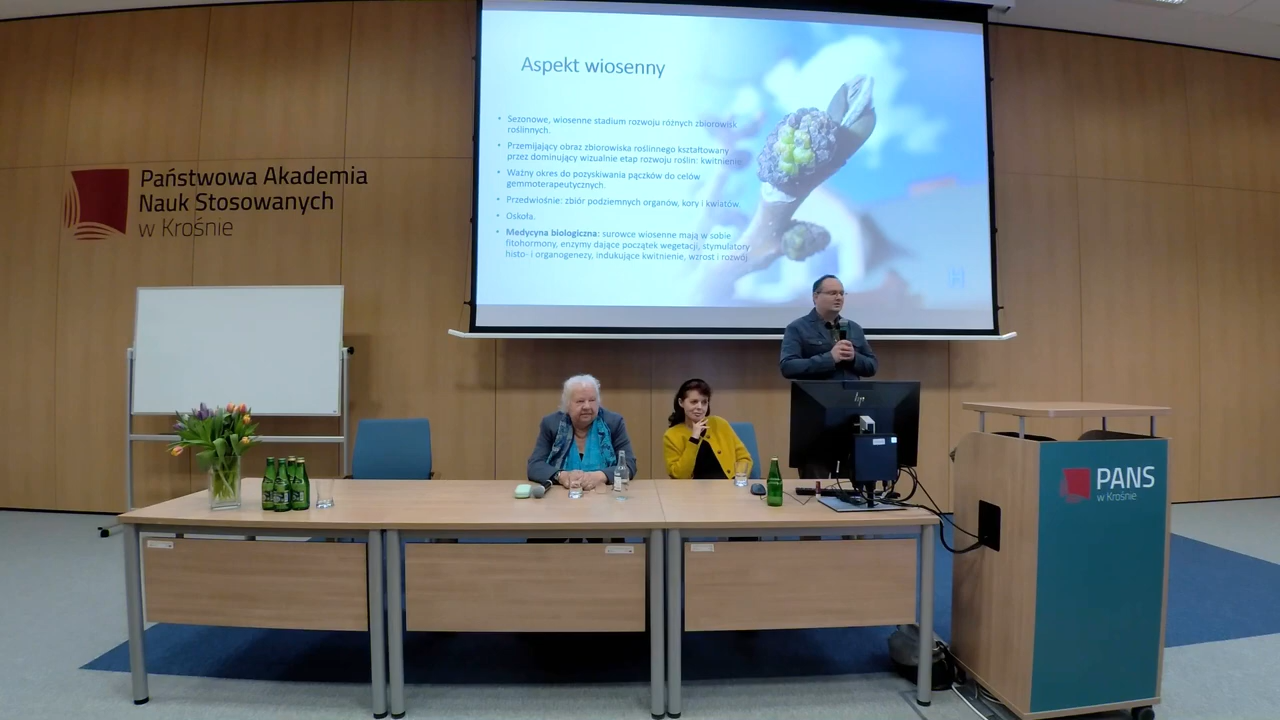 Aspekt wiosenny
• Sezonowe, wiosenne stadium rozwoju różnych zbiorowisk
roślinnych.
• Przemijający obraz zbiorowiska roślinnego kształtowany
przez dominujący wizualnie etap rozwoju roślin: kwitnienie.
• Ważny okres do pozyskiwania pączków do celów
gemmoterapeutycznych.
• Przedwiośnie: zbiór podziemnych organów, kory i kwiatów.
• Oskoła.
• Medycyna biologiczna: surowce wiosenne mają w sobie
fitohormony, enzymy dające początek wegetacji, stymulatory
histo- i organogenezy, indukujące kwitnienie, wzrost i rozwój
Państwowa Akademia
Nauk Stosowanych
w Krośnie
hp
PANS
w Krośnie